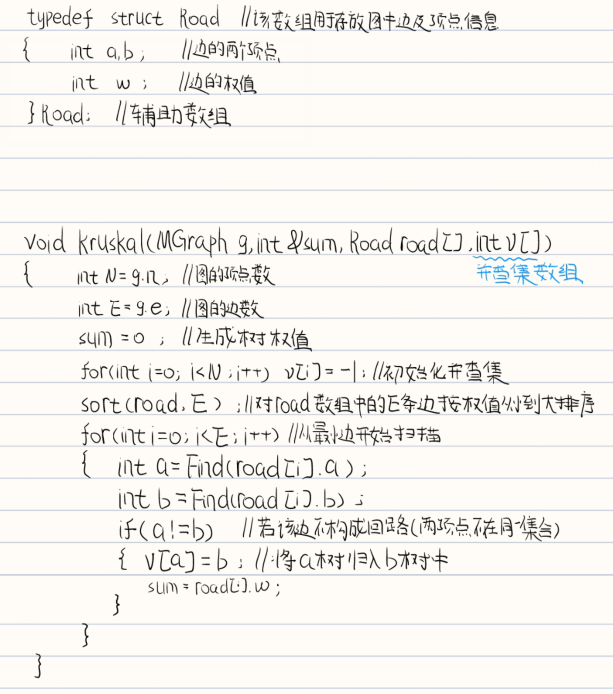 typedef struct Road //该数组用于存放图中边及顶点信息
{ int a,b; //边的两个顶点
int w; //边的权值
}Road; //辅助数组
void kruskal(MGraph g,int &sum, Road road[],int v[])
并查集数组
{ int N=g.n; //图的顶点数
int E=g.e; //图的边数
sum=0; //生成树权值
for(int i=0; i<N; i++) v[i]=-1; //初始化并查集
sort(road, E); //对road数组中的E条边按权值从小到大排序
for(int i=0; i<E; i++) //从最小边开始扫描
{ int a=Find(road[i].a);
int b=Find(road[i].b);
if(a!=b) //若该边不构成回路(两顶点不在同一集合)
{ v[a]=b; //将a树归入b树中
sum=road[i].w;
}
}
}